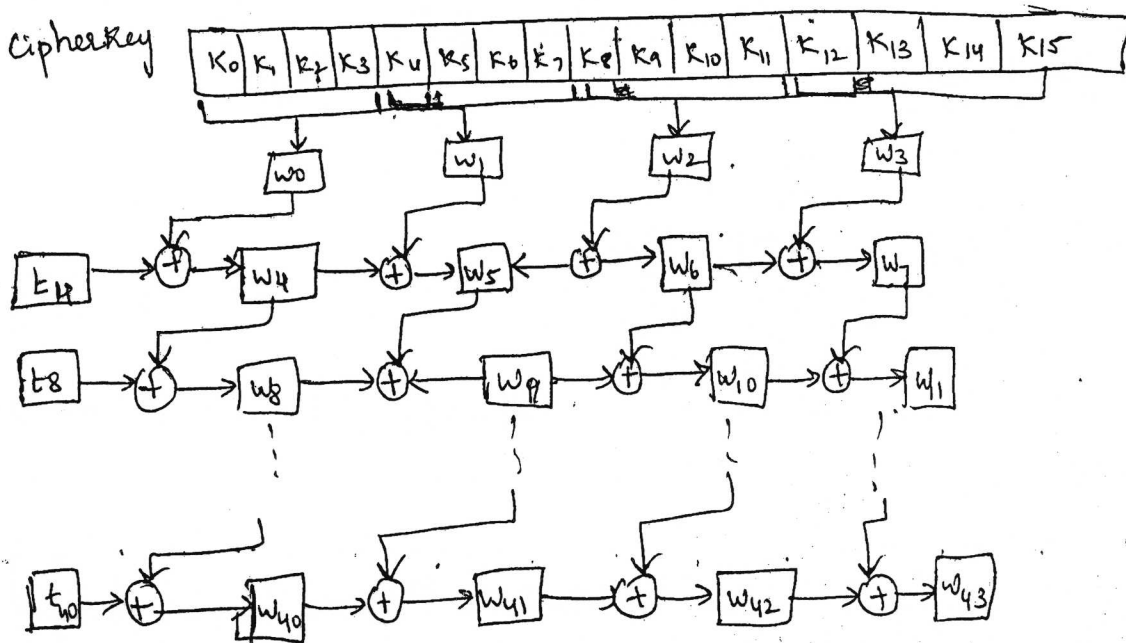 Cipherkey K0 K1 K2 K3 K4 K5 K6 K7 K8 K9 K10 K11 K12 K13 K14 K15
w0 w1 w2 w3
t4 + w4 + w5 + w6 + w7
t8 + w8 + w9 + w10 + w11
t40 + w40 + w41 + w42 + w43